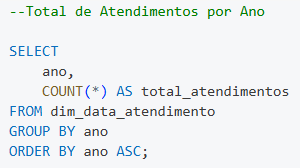 --Total de Atendimentos por Ano
SELECT
    ano,
    COUNT(*) AS total_atendimentos
FROM dim_data_atendimento
GROUP BY ano
ORDER BY ano ASC;